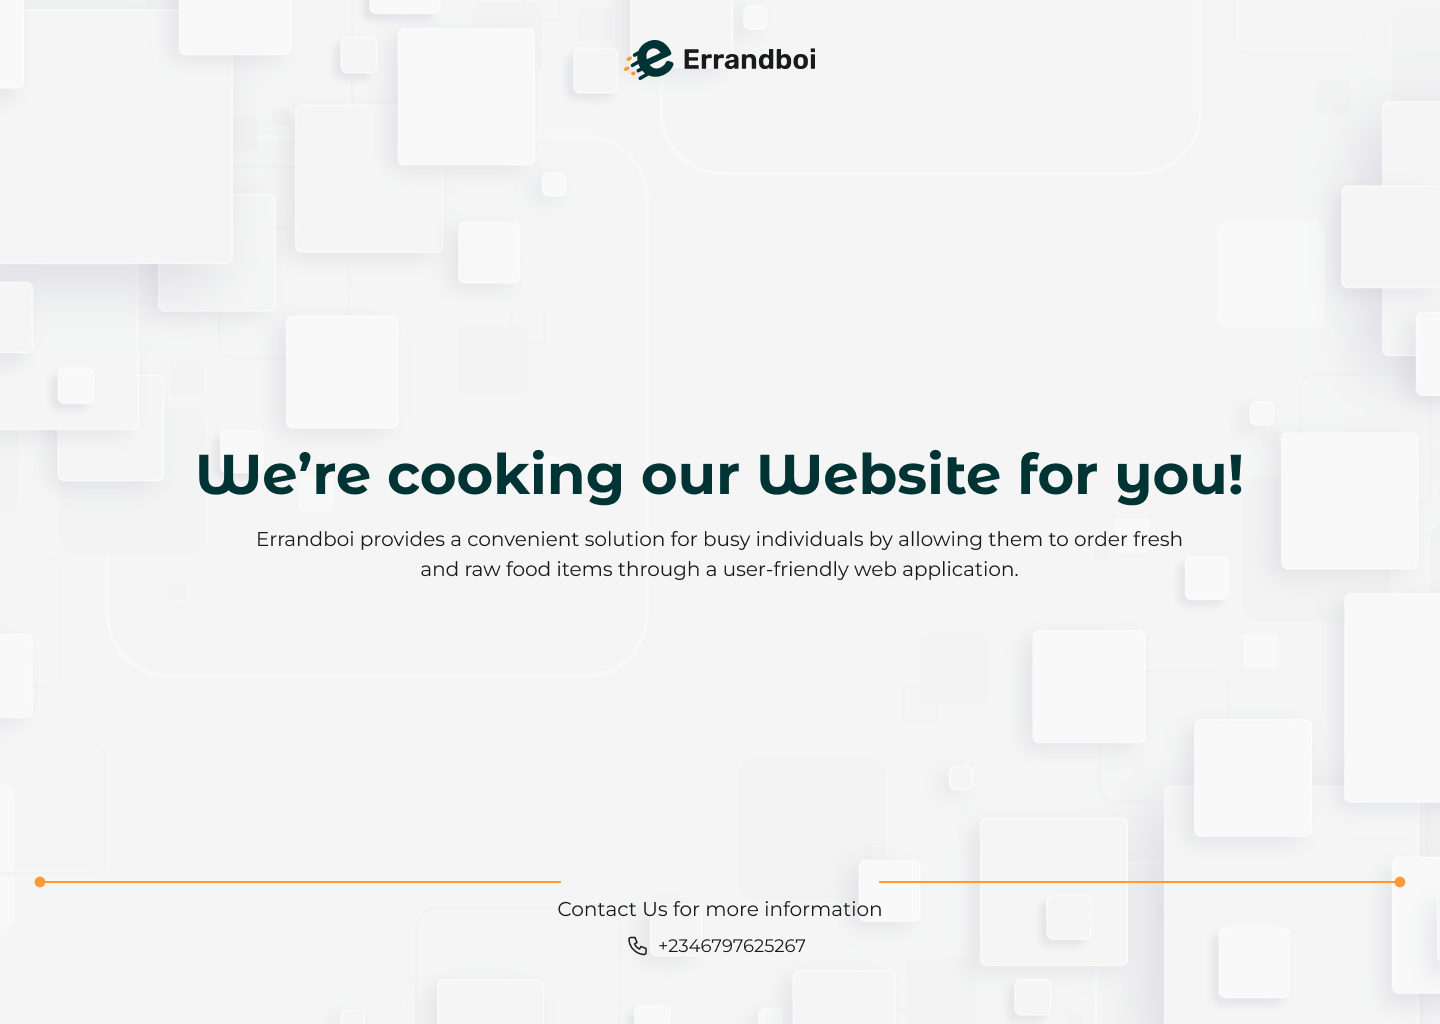 Errandboi
We're cooking our Website for you!
Errandboi provides a convenient solution for busy individuals by allowing them to order fresh
and raw food items through a user-friendly web application.
Contact Us for more information
+2346797625267